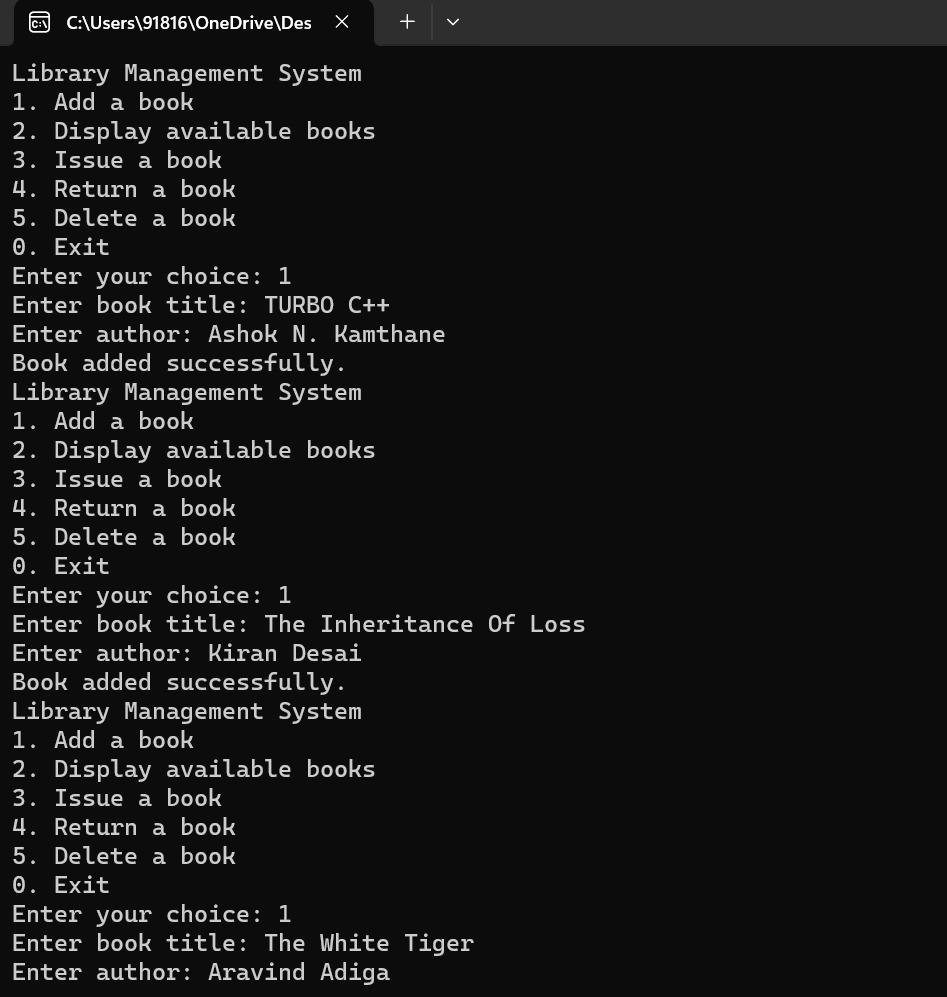 C:\Users\91816\OneDrive\Des
Library Management System
1. Add a book
2. Display available books
3. Issue a book
4. Return a book
5. Delete a book
0. Exit
Enter your choice: 1
Enter book title: TURBO C++
Enter author: Ashok N. Kamthane
Book added successfully.
Library Management System
1. Add a book
2. Display available books
3. Issue a book
4. Return a book
5. Delete a book
0. Exit
Enter your choice: 1
Enter book title: The Inheritance Of Loss
Enter author: Kiran Desai
Book added successfully.
Library Management System
1. Add a book
2. Display available books
3. Issue a book
4. Return a book
5. Delete a book
0. Exit
Enter your choice: 1
Enter book title: The White Tiger
Enter author: Aravind Adiga